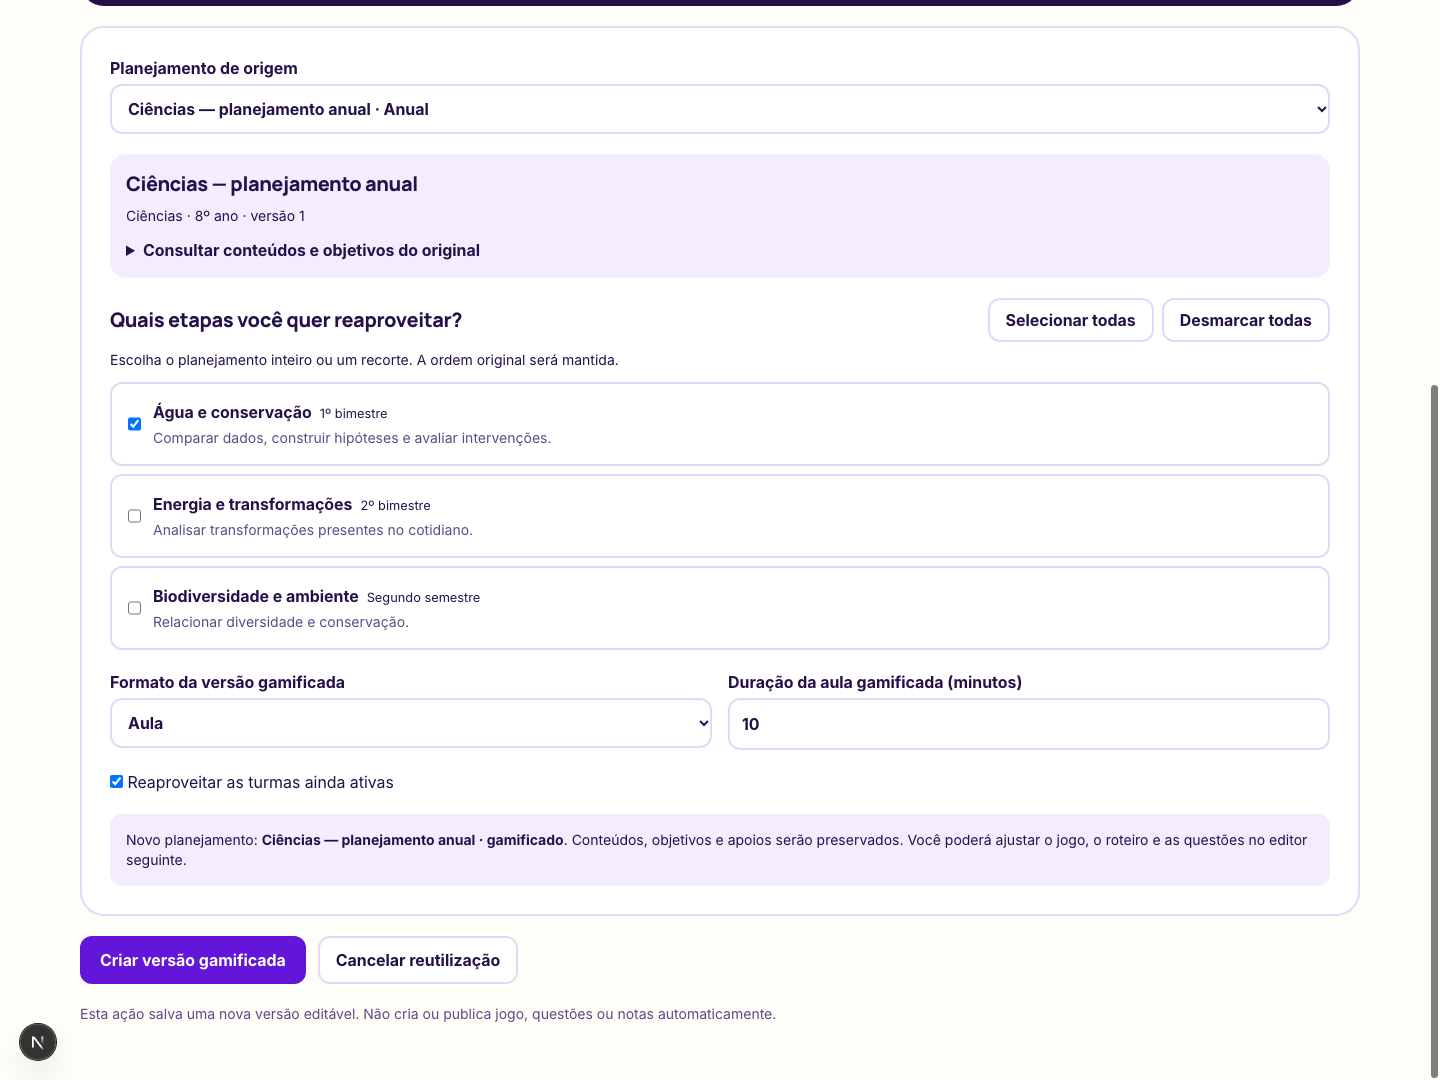 Planejamento de origem
Ciências — planejamento anual · Anual
Ciências — planejamento anual
Ciências · 8º ano · versão 1
Consultar conteúdos e objetivos do original
Quais etapas você quer reaproveitar?
Selecionar todas
Desmarcar todas
Escolha o planejamento inteiro ou um recorte. A ordem original será mantida.
Água e conservação 1º bimestre
Comparar dados, construir hipóteses e avaliar intervenções.
Energia e transformações 2º bimestre
Analisar transformações presentes no cotidiano.
Biodiversidade e ambiente Segundo semestre
Relacionar diversidade e conservação.
Formato da versão gamificada
Aula
Duração da aula gamificada (minutos)
10
Reaproveitar as turmas ainda ativas
Novo planejamento: Ciências — planejamento anual · gamificado. Conteúdos, objetivos e apoios serão preservados. Você poderá ajustar o jogo, o roteiro e as questões no editor
seguinte.
Criar versão gamificada
Cancelar reutilização
Esta ação salva uma nova versão editável. Não cria ou publica jogo, questões ou notas automaticamente.
N